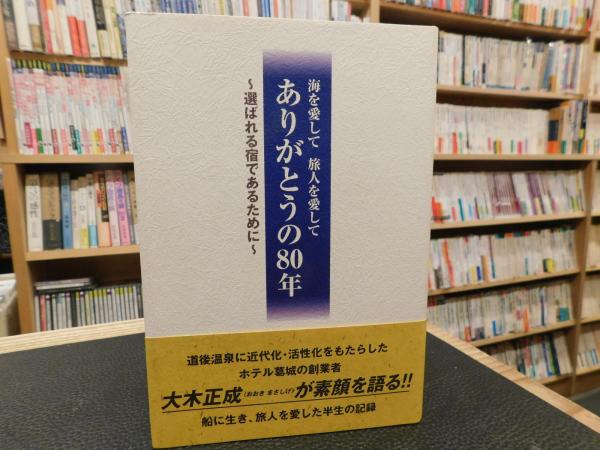 海を愛して 旅人を愛して
ありがとうの80年
～選ばれる宿であるために～
道後温泉に近代化・活性化をもたらした
ホテル葛城の創業者
大木正成（おおき まさしげ）が素顔を語る!!
船に生き、旅人を愛した半生の記録